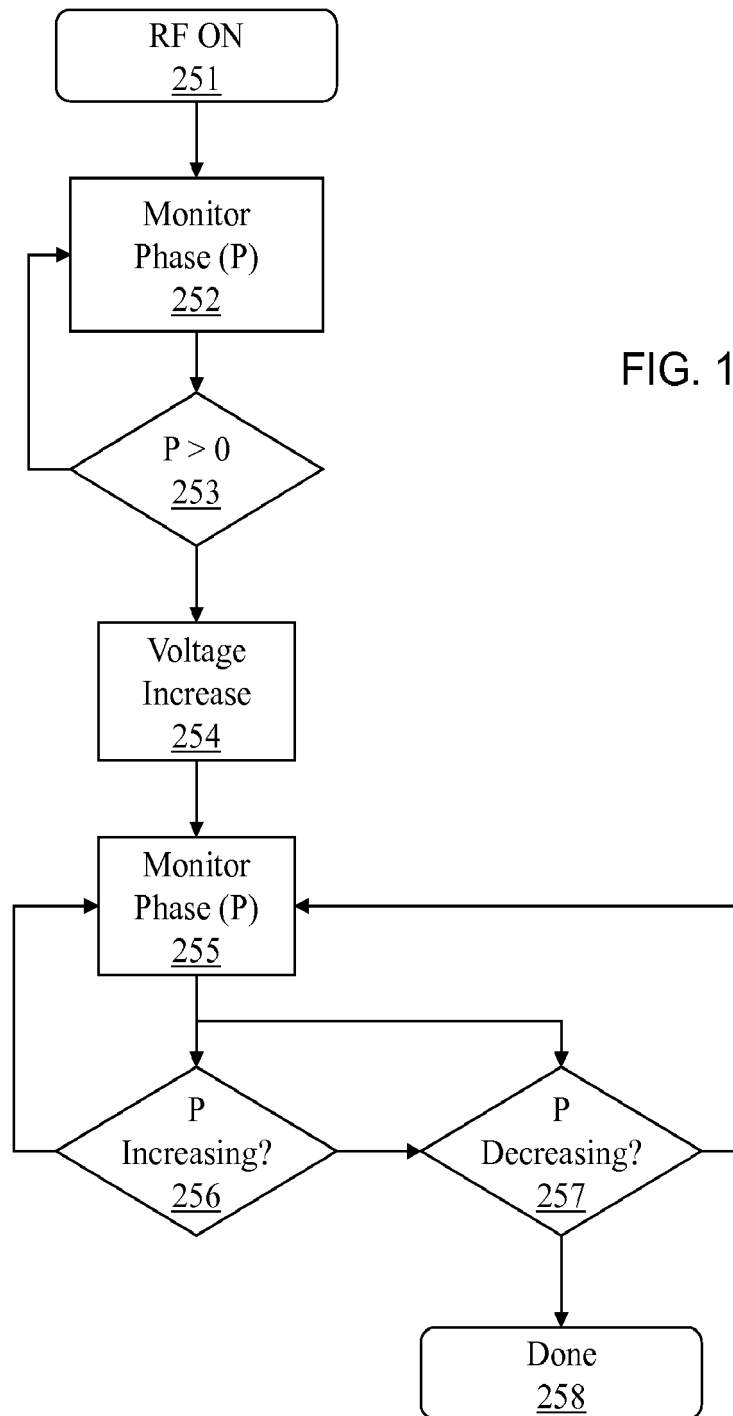 RF ON
251
Monitor
Phase (P)
252
FIG. 1
P > 0
253
Voltage
Increase
254
Monitor
Phase (P)
255
P
Increasing?
256
P
Decreasing?
257
Done
258